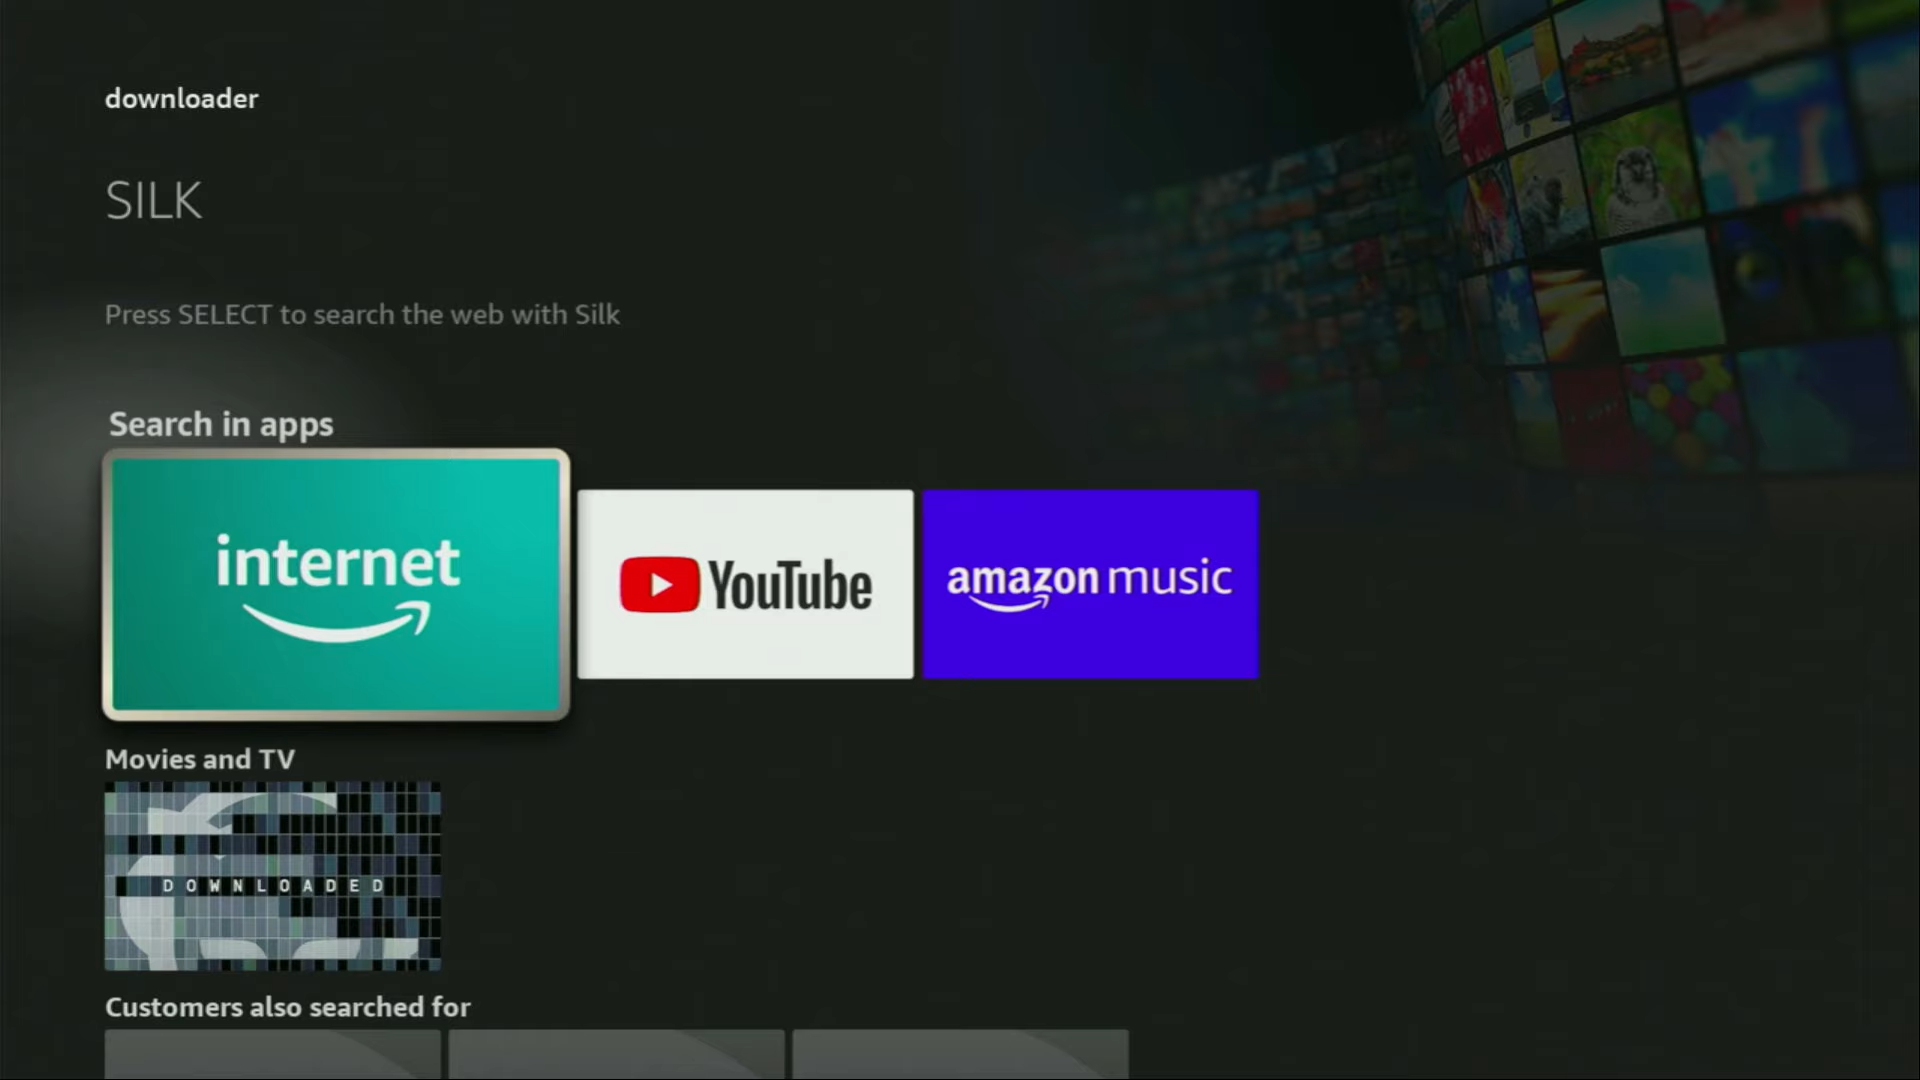 downloader
SILK
Press SELECT to search the web with Silk
Search in apps
internet
YouTube
amazon music
Movies and TV
DOWNLOADED
Customers also searched for